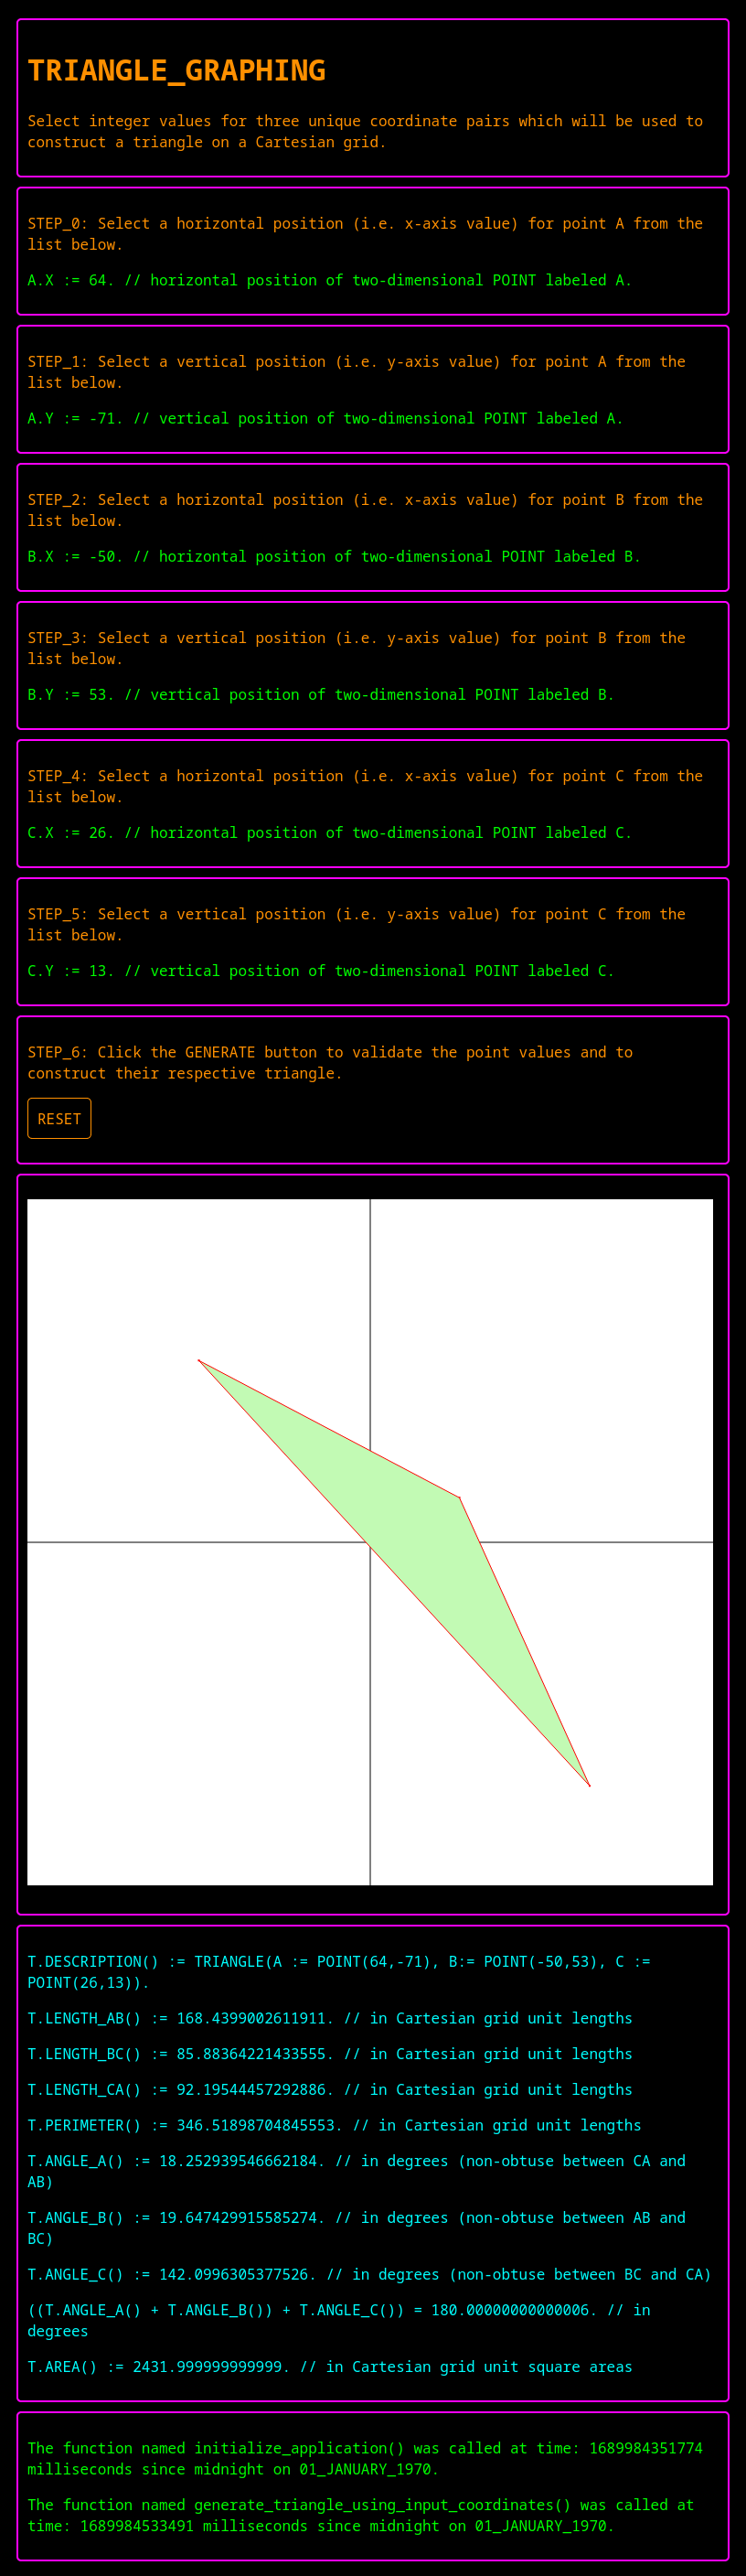 TRIANGLE_GRAPHING
Select integer values for three unique coordinate pairs which will be used to
construct a triangle on a Cartesian grid.
STEP_0: Select a horizontal position (i.e. x-axis value) for point A from the
list below.
A.X := 64. // horizontal position of two-dimensional POINT labeled A.
STEP_1: Select a vertical position (i.e. y-axis value) for point A from the
list below.
A.Y := -71. // vertical position of two-dimensional POINT labeled A.
STEP_2: Select a horizontal position (i.e. x-axis value) for point B from the
list below.
B.X := -50. // horizontal position of two-dimensional POINT labeled B.
STEP_3: Select a vertical position (i.e. y-axis value) for point B from the
list below.
B.Y := 53. // vertical position of two-dimensional POINT labeled B.
STEP_4: Select a horizontal position (i.e. x-axis value) for point C from the
list below.
C.X := 26. // horizontal position of two-dimensional POINT labeled C.
STEP_5: Select a vertical position (i.e. y-axis value) for point C from the
list below.
C.Y := 13. // vertical position of two-dimensional POINT labeled C.
STEP_6: Click the GENERATE button to validate the point values and to
construct their respective triangle.
RESET
T.DESCRIPTION() := TRIANGLE(A := POINT(64,-71), B:= POINT(-50,53), C :=
POINT(26,13)).
T.LENGTH_AB() := 168.4399002611911. // in Cartesian grid unit lengths
T.LENGTH_BC() := 85.88364221433555. // in Cartesian grid unit lengths
T.LENGTH_CA() := 92.19544457292886. // in Cartesian grid unit lengths
T.PERIMETER() := 346.51898704845553. // in Cartesian grid unit lengths
T.ANGLE_A() := 18.252939546662184. // in degrees (non-obtuse between CA and
AB)
T.ANGLE_B() := 19.647429915585274. // in degrees (non-obtuse between AB and
BC)
T.ANGLE_C() := 142.0996305377526. // in degrees (non-obtuse between BC and CA)
((T.ANGLE_A() + T.ANGLE_B()) + T.ANGLE_C()) = 180.00000000000006. // in
degrees
T.AREA() := 2431.999999999999. // in Cartesian grid unit square areas
The function named initialize_application() was called at time: 1689984351774
milliseconds since midnight on 01_JANUARY_1970.
The function named generate_triangle_using_input_coordinates() was called at
time: 1689984533491 milliseconds since midnight on 01_JANUARY_1970.